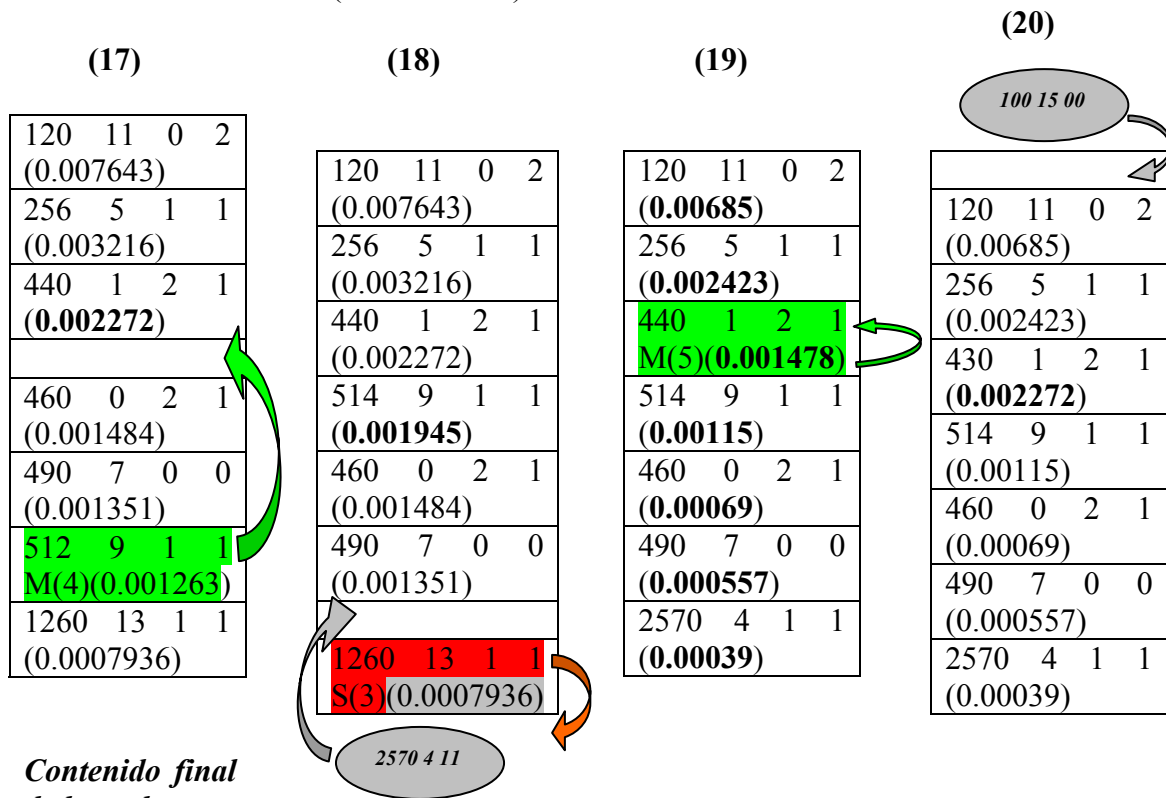 (17)
120 11 0 2
(0.007643)
256 5 1 1
(0.003216)
440 1 2 1
(0.002272)
460 0 2 1
(0.001484)
490 7 0 0
(0.001351)
512 9 1 1
M(4)(0.001263)
1260 13 1 1
(0.0007936)
Contenido final
(18)
120 11 0 2
(0.007643)
256 5 1 1
(0.003216)
440 1 2 1
(0.002272)
514 9 1 1
(0.001945)
460 0 2 1
(0.001484)
490 7 0 0
(0.001351)
1260 13 1 1
S(3)(0.0007936)
2570 4 11
(19)
120 11 0 2
(0.00685)
256 5 1 1
(0.002423)
440 1 2 1
M(5)(0.001478)
514 9 1 1
(0.00115)
460 0 2 1
(0.00069)
490 7 0 0
(0.000557)
2570 4 1 1
(0.00039)
(20)
100 15 00
120 11 0 2
(0.00685)
256 5 1 1
(0.002423)
430 1 2 1
(0.002272)
514 9 1 1
(0.00115)
460 0 2 1
(0.00069)
490 7 0 0
(0.000557)
2570 4 1 1
(0.00039)